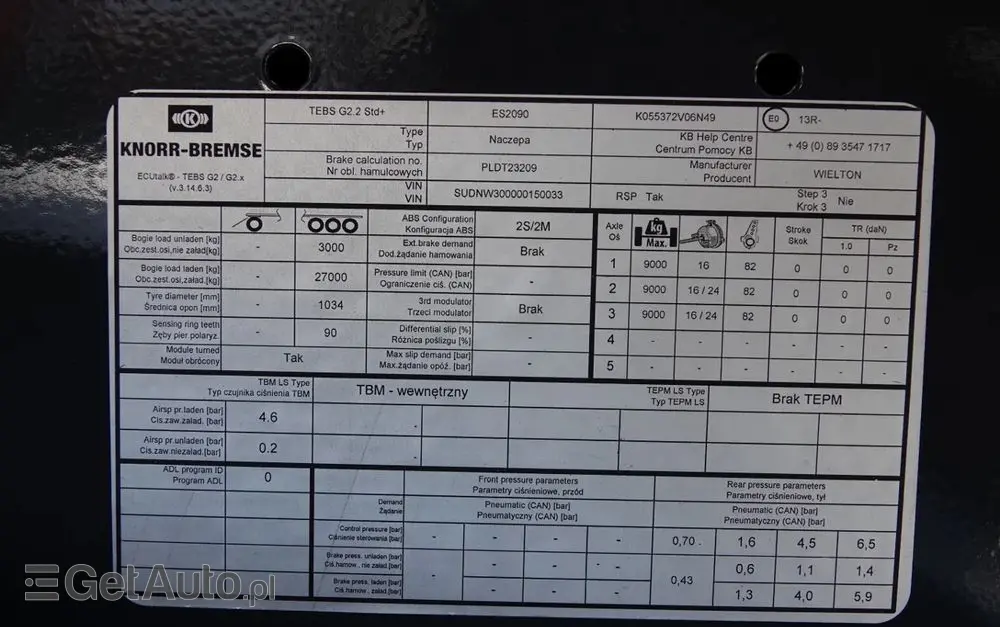 KNORR-BREMSE
ECUtalk® - TEBS G2 / G2.x
(v.3.14.6.3)
TEBS G2.2 Std+ ES2090 K055372V06N49 E0 13R-
Type
Typ
Naczepa
KB Help Centre
Centrum Pomocy KB
+ 49 (0) 89 3547 1717
Brake calculation no.
Nr obl. hamulcowych
PLDT23209
Manufacturer
Producent
WIELTON
VIN
VIN
SUDNW300000150033
RSP Tak
Step 3
Krok 3
Nie
Bogie load unladen [kg]
Obc.zest.osi,nie załad[kg]
- 3000
Bogie load laden [kg]
Obc.zest.osi,załad.[kg]
- 27000
Tyre diameter [mm]
Średnica opon [mm]
- 1034
Sensing ring teeth
Zęby pier polaryz.
- 90
Module turned
Moduł obrócony
Tak
ABS Configuration
Konfiguracja ABS
2S/2M
Ext.brake demand
Dod.żądanie hamowania
Brak
Pressure limit (CAN) [bar]
Ograniczenie ciś. (CAN)
-
3rd modulator
Trzeci modulator
Brak
Differential slip [%]
Różnica poślizgu [%]
-
Max slip demand [bar]
Max.żądanie opóź. [bar]
-
Axle
Oś
kg
Max.
Stroke
Skok
TR (daN)
1.0 Pz
1 9000 16 82 0 0 0
2 9000 16 / 24 82 0 0 0
3 9000 16 / 24 82 0 0 0
4 - - - - - -
5 - - - - - -
TBM LS Type
Typ czujnika ciśnienia TBM
TBM - wewnętrzny
TEPM LS Type
Typ TEPM LS
Brak TEPM
Airsp pr.laden [bar]
Cis.zaw.załad. [bar]
4.6
Airsp pr.unladen [bar]
Cis.zaw.niezaład. [bar]
0.2
ADL program ID
Program ADL
0
Front pressure parameters
Parametry ciśnieniowe, przód
Rear pressure parameters
Parametry ciśnieniowe, tył
Demand
Żądanie
Pneumatic (CAN) [bar]
Pneumatyczny (CAN) [bar]
Pneumatic (CAN) [bar]
Pneumatyczny (CAN) [bar]
Control pressure [bar]
Ciśnienie sterowania [bar]
- - - - 0,70 . 1,6 4,5 6,5
Brake press. unladen [bar]
Ciś.hamow., nie załad. [bar]
- - - - 0,43 0,6 1,1 1,4
Brake press. laden [bar]
Ciś.hamow., załad. [bar]
- - - 1,3 4,0 5,9
GetAuto.pl